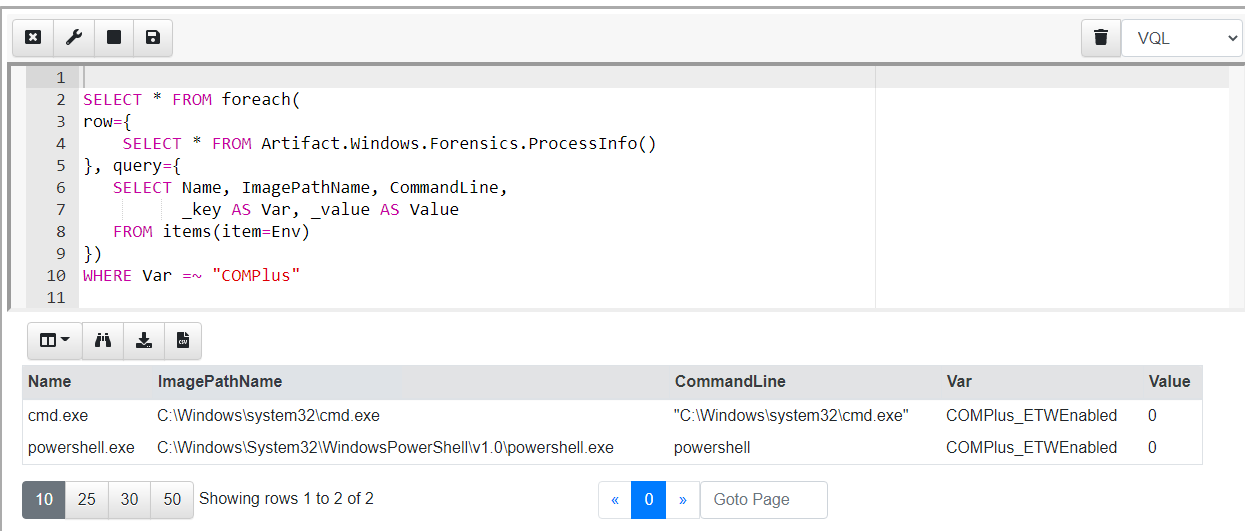 VQL
1
2 SELECT * FROM foreach(
3 row={
4 SELECT * FROM Artifact.Windows.Forensics.ProcessInfo()
5 }, query={
6 SELECT Name, ImagePathName, CommandLine,
7 _key AS Var, _value AS Value
8 FROM items(item=Env)
9 })
10 WHERE Var =~ "COMPlus"
11
CSV
Name ImagePathName CommandLine Var Value
cmd.exe C:\Windows\system32\cmd.exe "C:\Windows\system32\cmd.exe" COMPlus_ETWEnabled 0
powershell.exe C:\Windows\System32\WindowsPowerShell\v1.0\powershell.exe powershell COMPlus_ETWEnabled 0
10 25 30 50 Showing rows 1 to 2 of 2 « 0 » Goto Page